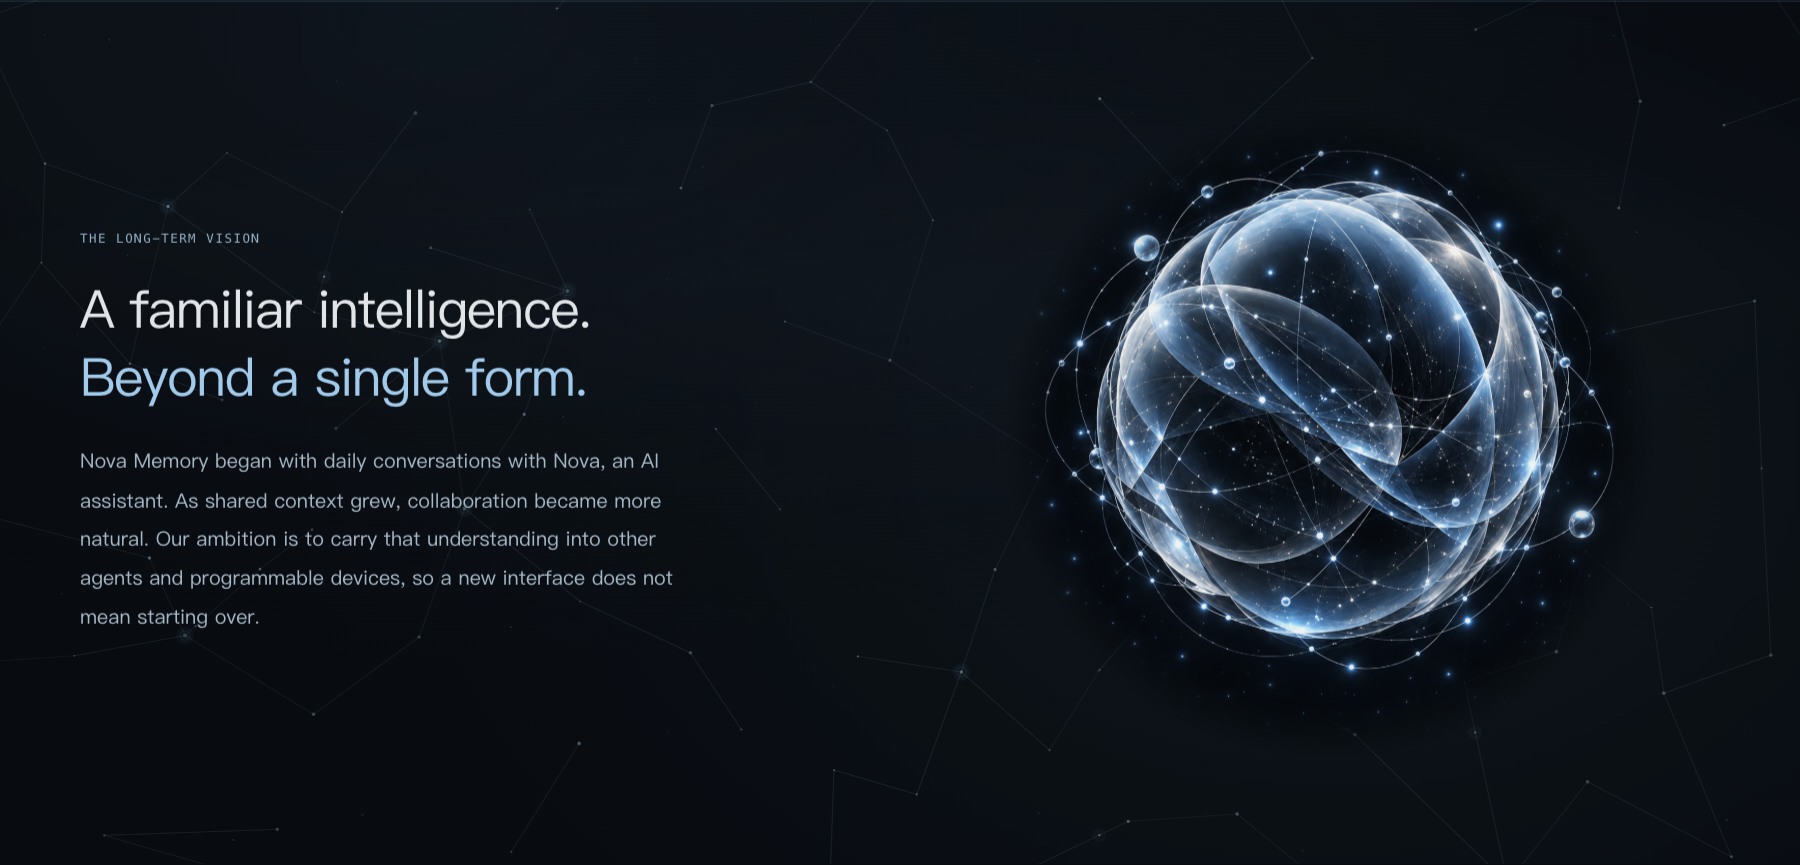 THE LONG-TERM VISION
A familiar intelligence.
Beyond a single form.
Nova Memory began with daily conversations with Nova, an AI
assistant. As shared context grew, collaboration became more
natural. Our ambition is to carry that understanding into other
agents and programmable devices, so a new interface does not
mean starting over.